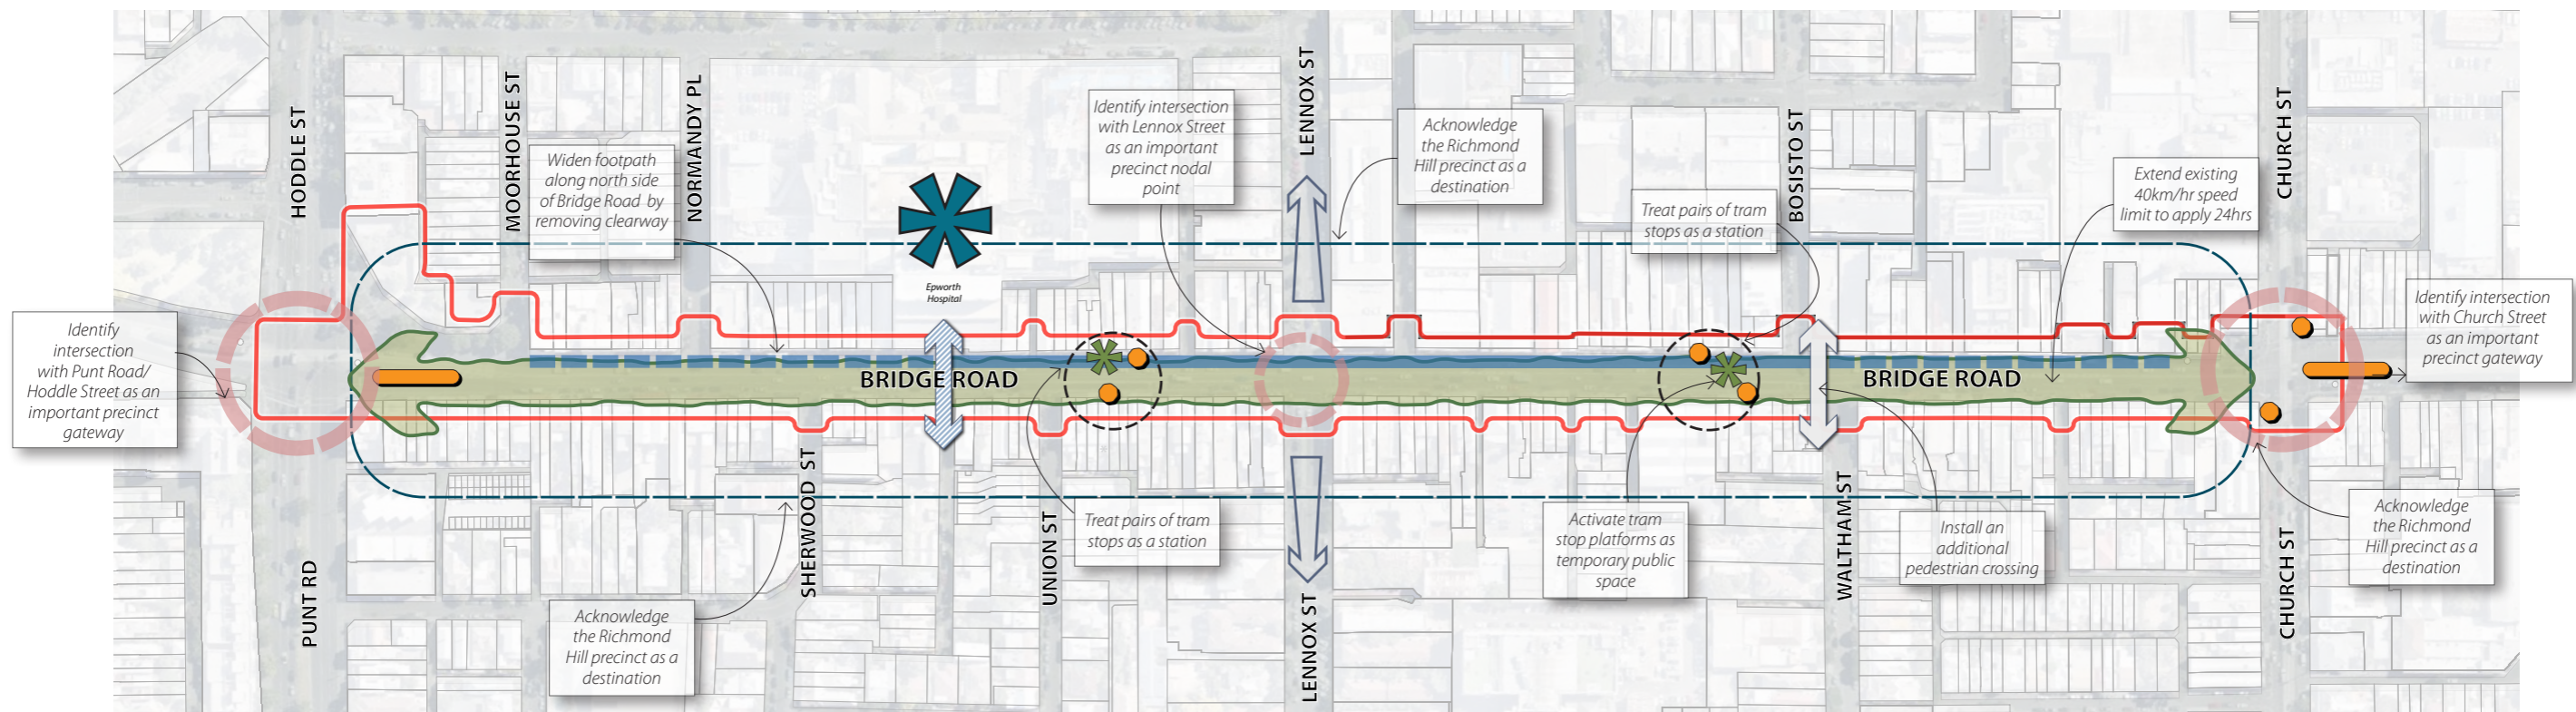 HODDLE ST
MOORHOUSE ST
NORMANDY PL
LENNOX ST
BOSISTO ST
CHURCH ST
Widen footpath
along north side
of Bridge Road by
removing clearway
Identify intersection
with Lennox Street
as an important
precinct nodal
point
Acknowledge
the Richmond
Hill precinct as a
destination
Treat pairs of tram
stops as a station
Extend existing
40km/hr speed
limit to apply 24hrs
Epworth
Hospital
Identify
intersection
with Punt Road/
Hoddle Street as an
important precinct
gateway
Identify intersection
with Church Street
as an important
precinct gateway
BRIDGE ROAD
BRIDGE ROAD
PUNT RD
SHERWOOD ST
UNION ST
LENNOX ST
WALTHAM ST
CHURCH ST
Acknowledge
the Richmond
Hill precinct as a
destination
Treat pairs of tram
stops as a station
Activate tram
stop platforms as
temporary public
space
Install an
additional
pedestrian crossing
Acknowledge
the Richmond
Hill precinct as a
destination